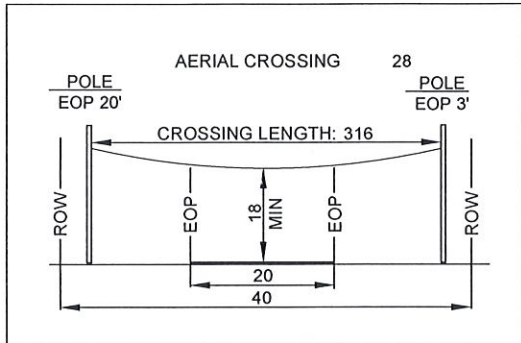 AERIAL CROSSING 28
POLE
EOP 20'
POLE
EOP 3'
CROSSING LENGTH: 316
ROW
EOP
18
MIN
EOP
ROW
20
40